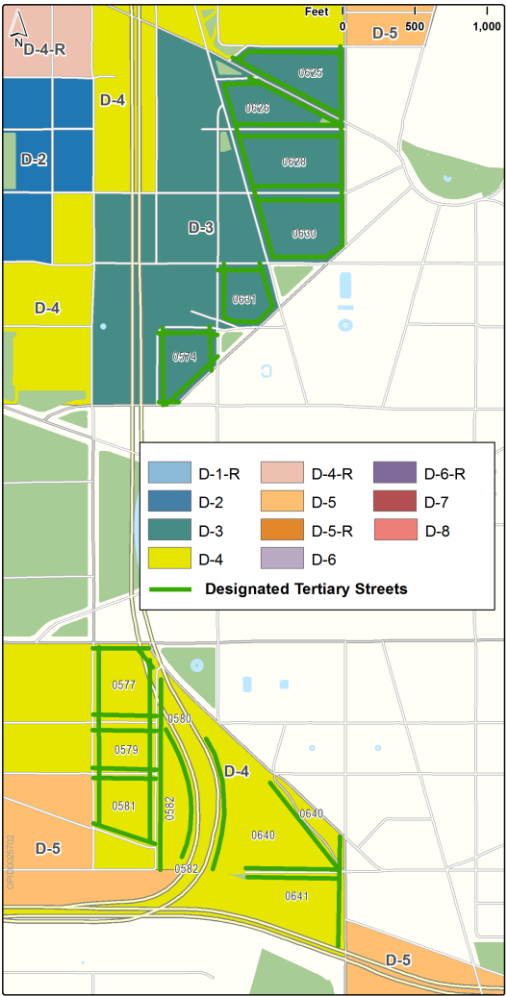 Feet
0 500 1,000
N
D-4-R
D-5
0625
D-4
0626
D-2
0628
D-3
0630
0631
D-4
0574
D-1-R D-4-R D-6-R
D-2 D-5 D-7
D-3 D-5-R D-8
D-4 D-6
Designated Tertiary Streets
0577
0580
0579
D-4
0581
0582
0640
0640
D-5
0582
0641
D-5